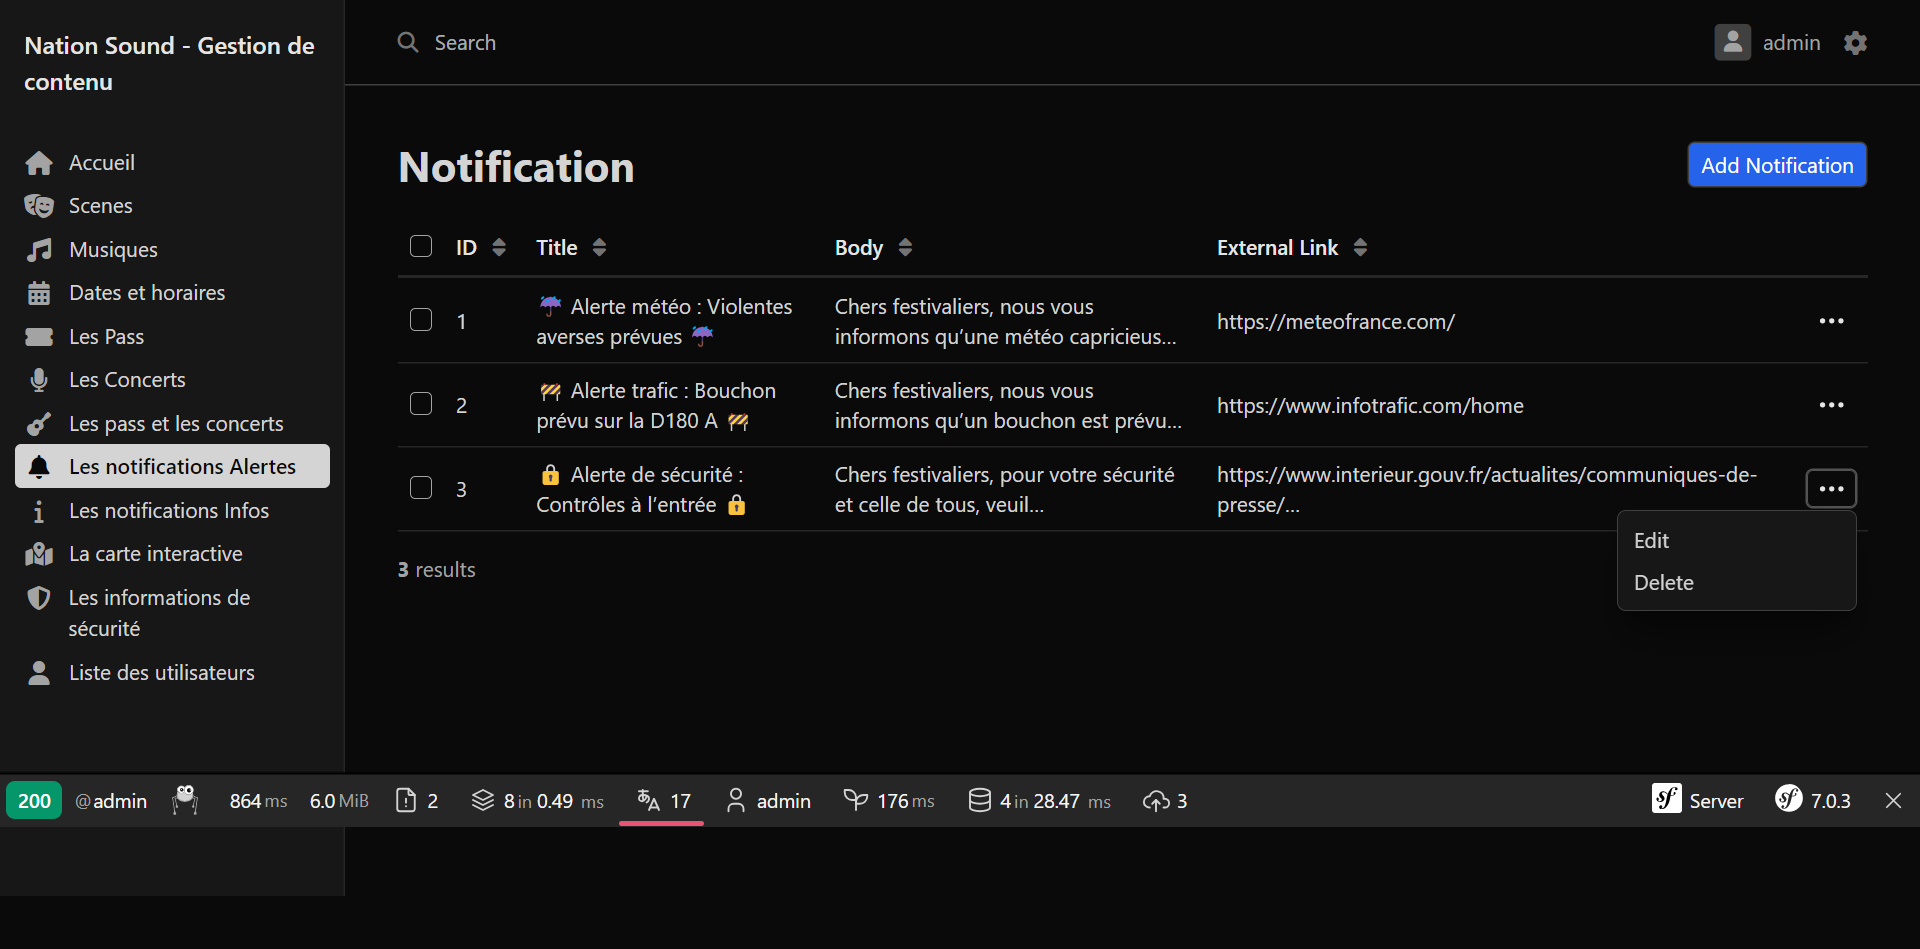 Nation Sound - Gestion de
contenu
Search
admin
Accueil
Scenes
Musiques
Dates et horaires
Les Pass
Les Concerts
Les pass et les concerts
Les notifications Alertes
Les notifications Infos
La carte interactive
Les informations de
sécurité
Liste des utilisateurs
Notification
Add Notification
ID Title Body External Link
1
☔ Alerte météo : Violentes
averses prévues ☔
Chers festivaliers, nous vous
informons qu’une météo capricieus...
https://meteofrance.com/
2
🚧 Alerte trafic : Bouchon
prévu sur la D180 A 🚧
Chers festivaliers, nous vous
informons qu’un bouchon est prévu...
https://www.infotrafic.com/home
3
🔒 Alerte de sécurité :
Contrôles à l’entrée 🔒
Chers festivaliers, pour votre sécurité
et celle de tous, veuil...
https://www.interieur.gouv.fr/actualites/communiques-de-
presse/...
Edit
Delete
3 results
200 @admin 864 ms 6.0 MiB 2 8 in 0.49 ms 17 admin 176 ms 4 in 28.47 ms 3 Server 7.0.3